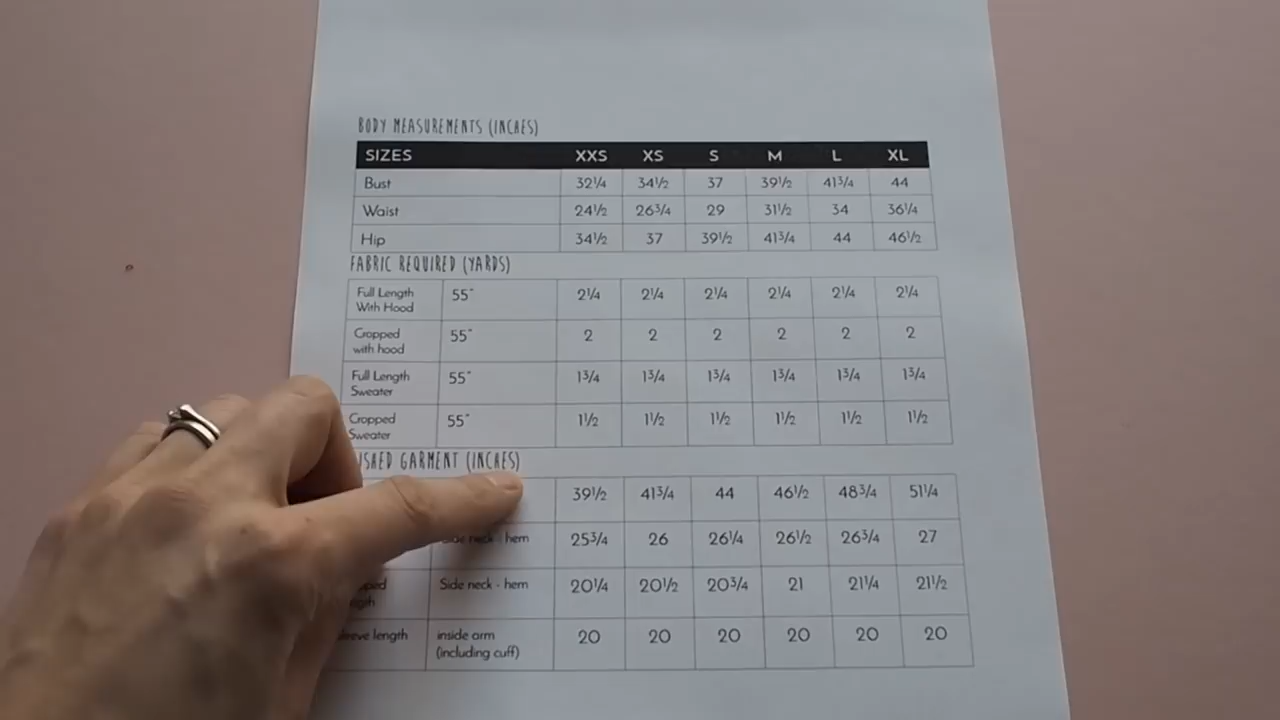 BODY MEASUREMENTS (INCHES)
SIZES XXS XS S M L XL
Bust 32¼ 34½ 37 39½ 41¾ 44
Waist 24½ 26¾ 29 31½ 34 36¼
Hip 34½ 37 39½ 41¾ 44 46½
FABRIC REQUIRED (YARDS)
Full Length
With Hood
55" 2¼ 2¼ 2¼ 2¼ 2¼ 2¼
Cropped
with hood
55" 2 2 2 2 2 2
Full Length
Sweater
55" 1¾ 1¾ 1¾ 1¾ 1¾ 1¾
Cropped
Sweater
55" 1½ 1½ 1½ 1½ 1½ 1½
GARMENT (INCHES)
39½ 41¾ 44 46½ 48¾ 51¼
neck - hem 25¾ 26 26¼ 26½ 26¾ 27
Side neck - hem 20¼ 20½ 20¾ 21 21¼ 21½
length
inside arm
(including cuff)
20 20 20 20 20 20